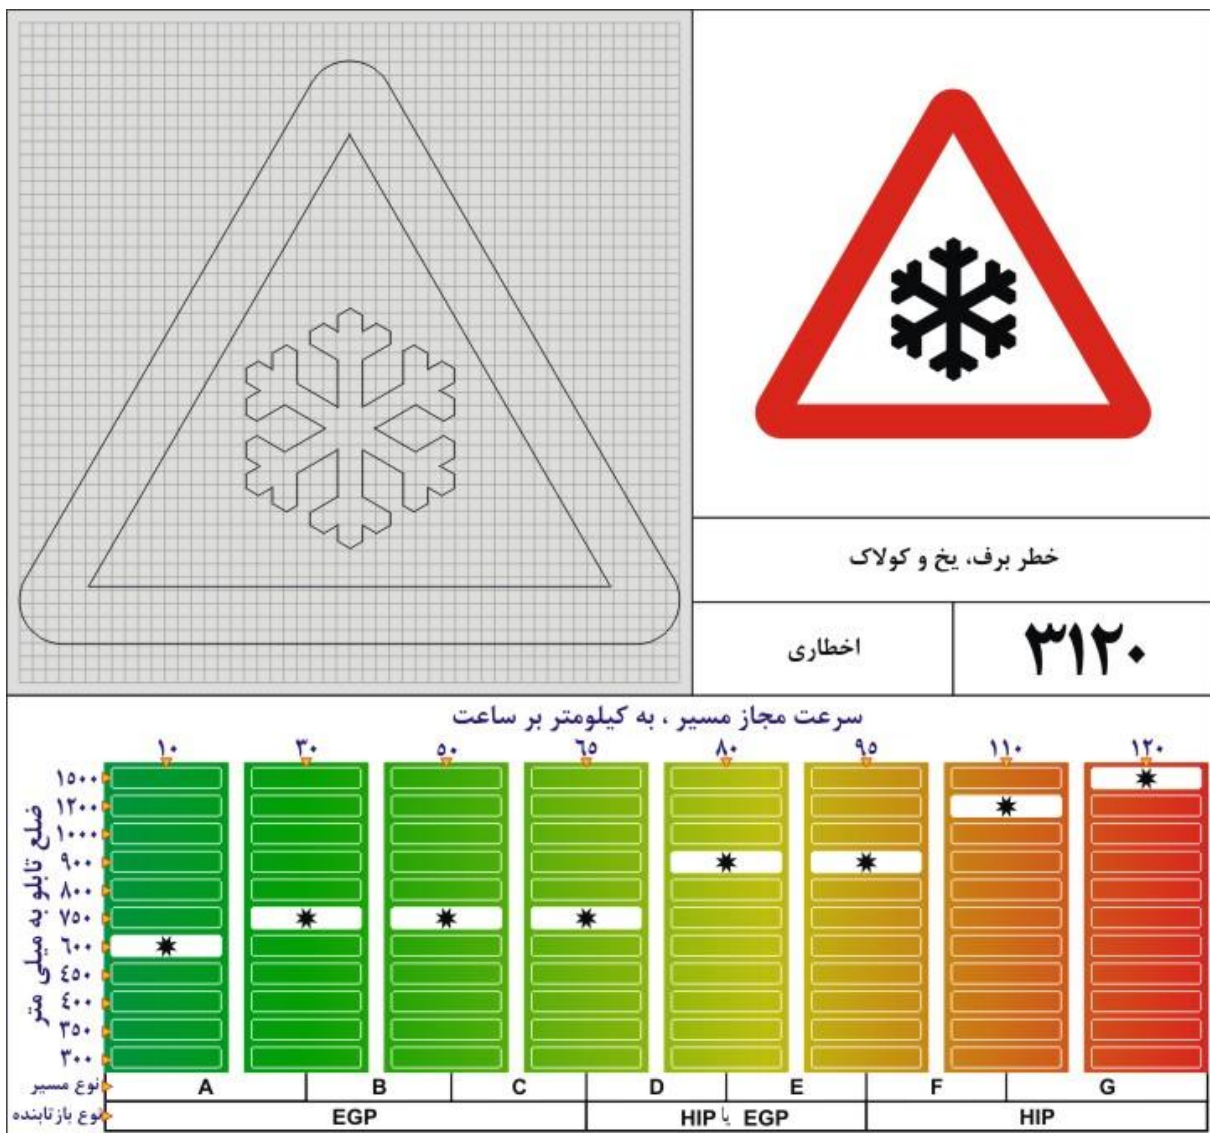 خطر برف، یخ و کولاک
۳۱۲۰
اخطاری
سرعت مجاز مسیر ، به کیلومتر بر ساعت
۱۰ ۳۰ ۵۰ ۶۵ ۸۰ ۹۵ ۱۱۰ ۱۲۰
ضلع تابلو به میلی متر
۱۵۰۰
۱۲۰۰
۱۰۰۰
۹۰۰
۸۰۰
۷۵۰
۶۰۰
۴۵۰
۴۰۰
۳۵۰
۳۰۰
نوع مسیر A B C D E F G
نوع بازتابنده EGP HIP یا EGP HIP